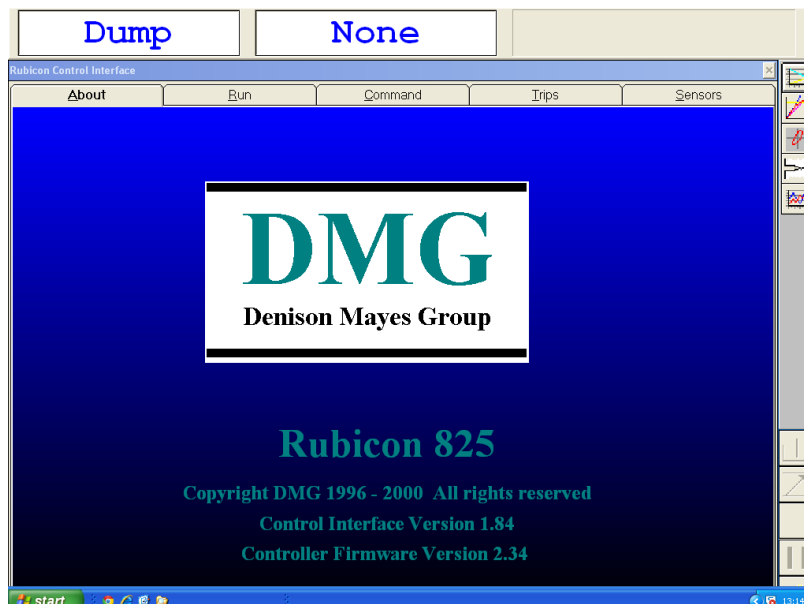 Dump
None
Rubicon Control Interface
About
Run
Command
Trips
Sensors
DMG
Denison Mayes Group
Rubicon 825
Copyright DMG 1996 - 2000 All rights reserved
Control Interface Version 1.84
Controller Firmware Version 2.34
start
13:14